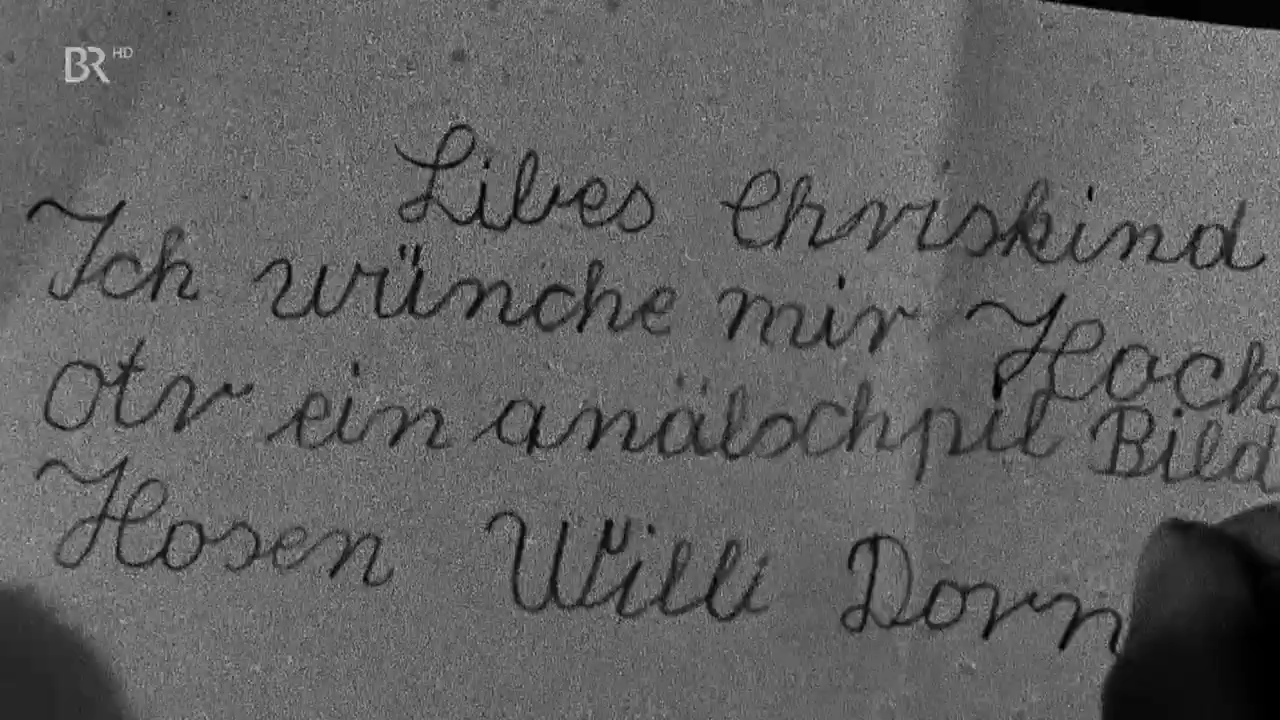 BR HD
Libes Chriskind
Ich wünche mir Hoch
otr ein anälschpil Bild
Hosen Willi Dorn